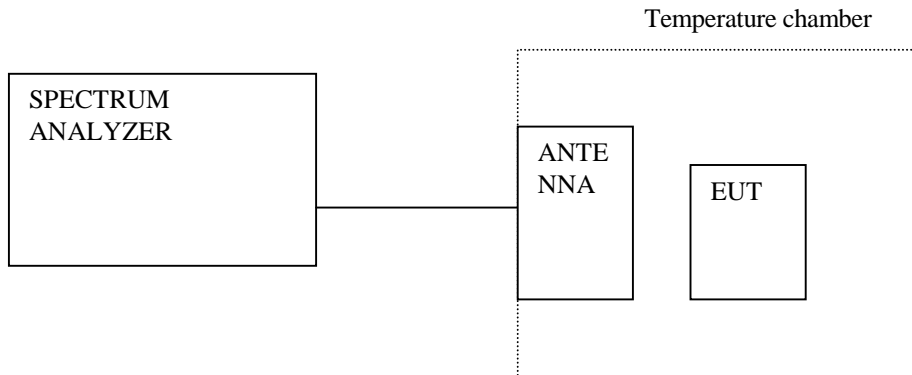 Temperature chamber
SPECTRUM
ANALYZER
ANTE
NNA
EUT